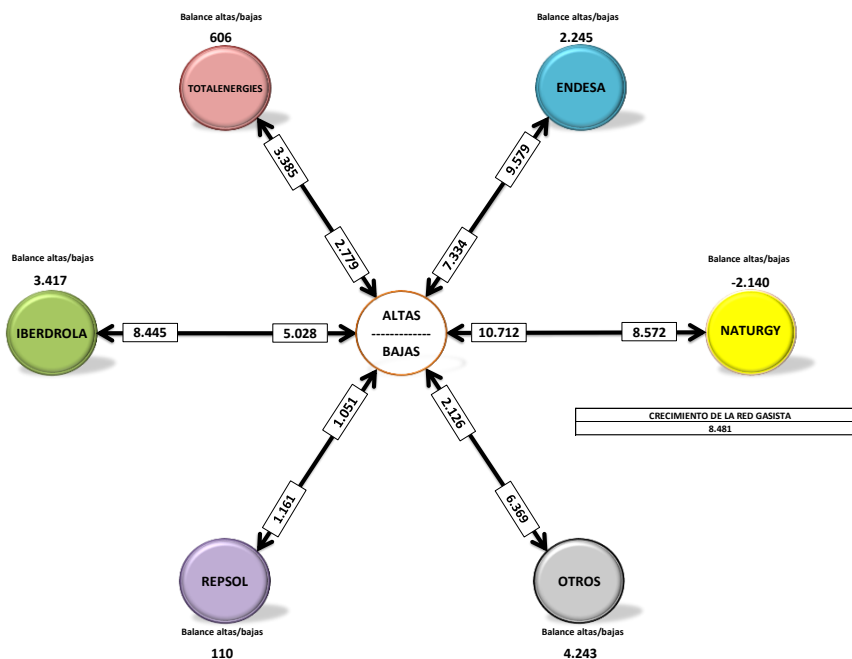 Balance altas/bajas
606
TOTALENERGIES
Balance altas/bajas
2.245
ENDESA
3.385
9.579
2.779
7.334
Balance altas/bajas
3.417
IBERDROLA
8.445
5.028
ALTAS
-------------
BAJAS
10.712
8.572
Balance altas/bajas
-2.140
NATURGY
CRECIMIENTO DE LA RED GASISTA
8.481
1.051
2.126
1.161
6.369
REPSOL
Balance altas/bajas
110
OTROS
Balance altas/bajas
4.243